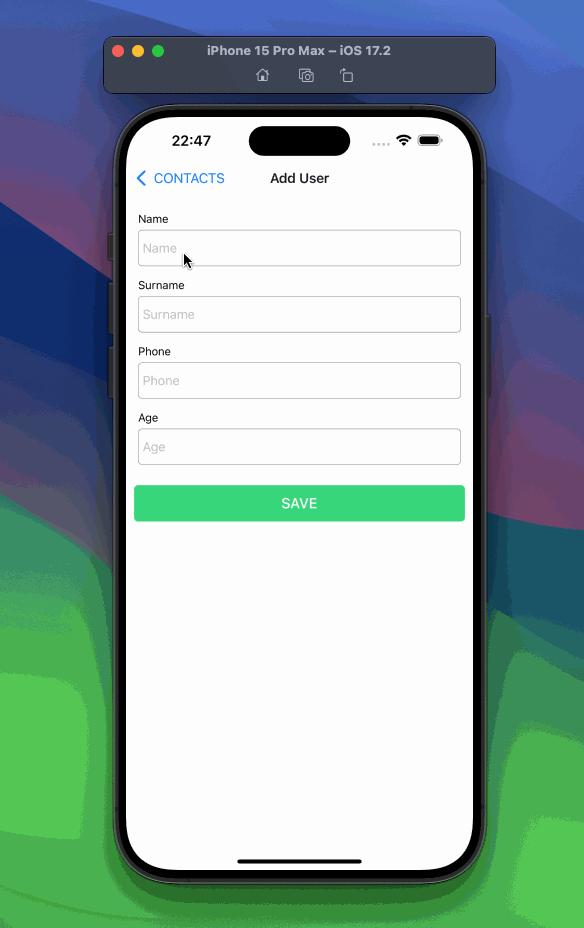 iPhone 15 Pro Max – iOS 17.2
22:47
CONTACTS
Add User
Name
Name
Surname
Surname
Phone
Phone
Age
Age
SAVE